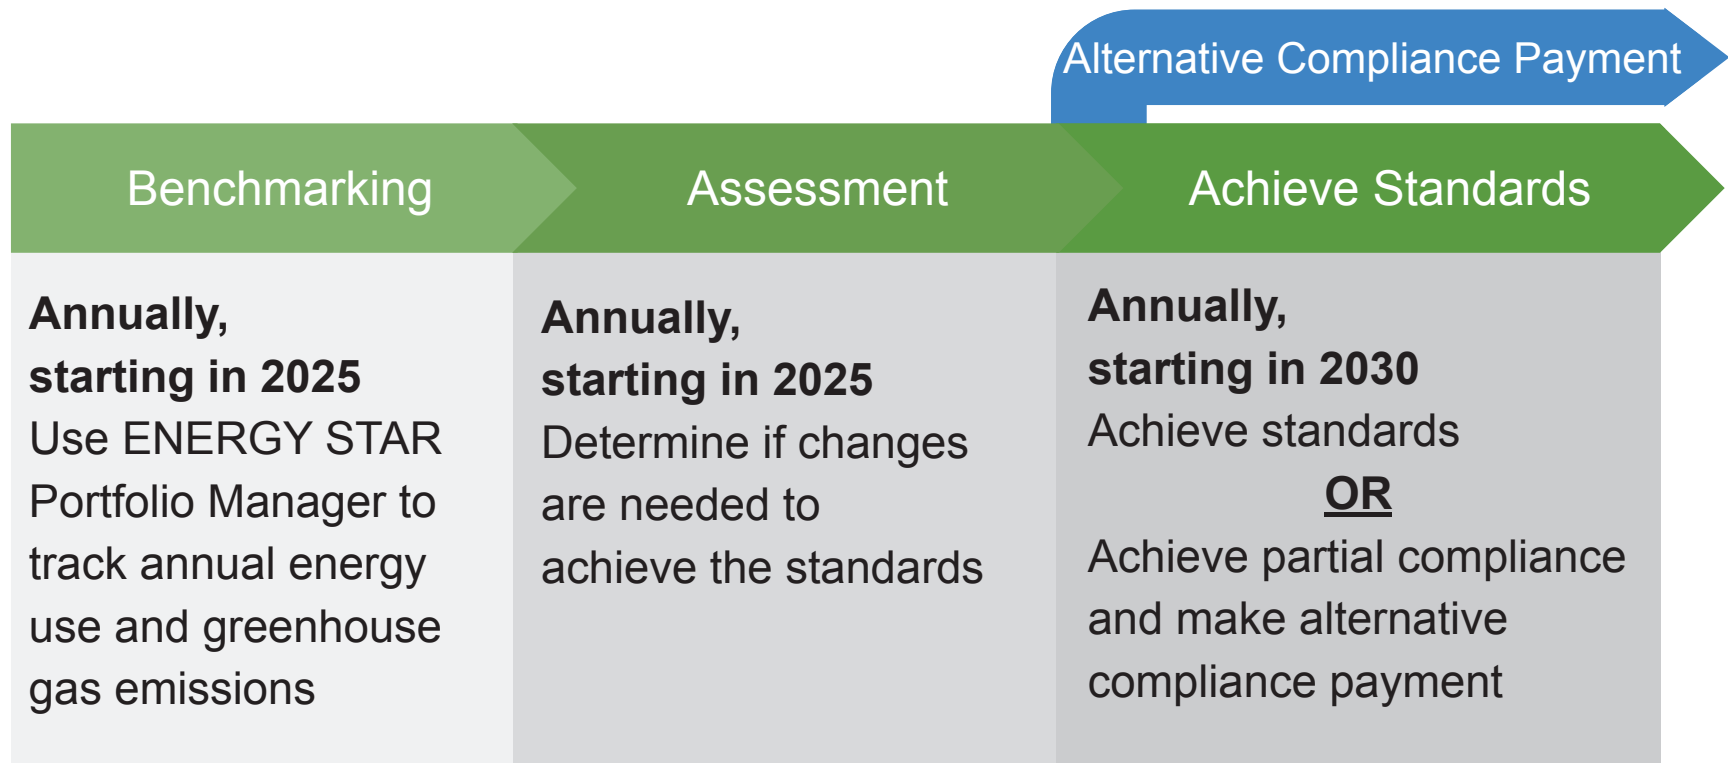 Alternative Compliance Payment
Benchmarking
Assessment
Achieve Standards
Annually,
starting in 2025
Use ENERGY STAR
Portfolio Manager to
track annual energy
use and greenhouse
gas emissions
Annually,
starting in 2025
Determine if changes
are needed to
achieve the standards
Annually,
starting in 2030
Achieve standards
OR
Achieve partial compliance
and make alternative
compliance payment